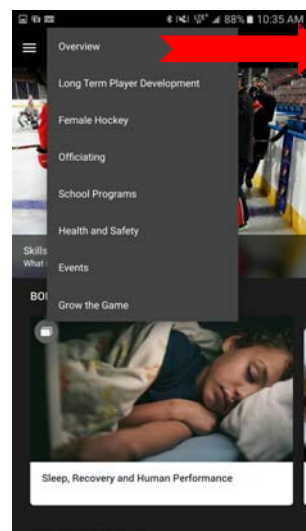 88% 10:35 AM
Overview
Long Term Player Development
Female Hockey
Officiating
School Programs
Health and Safety
Skills
What
Events
BO
Grow the Game
Sleep, Recovery and Human Performance